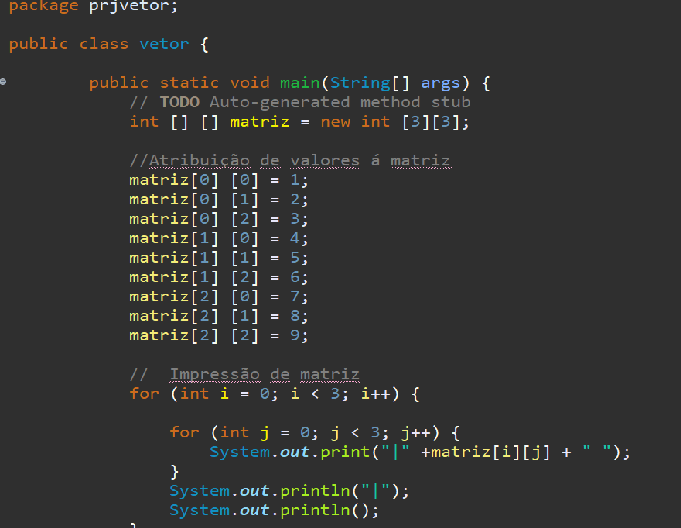 package prjvetor;
public class vetor {
public static void main(String[] args) {
// TODO Auto-generated method stub
int [] [] matriz = new int [3][3];
//Atribuição de valores á matriz
matriz[0] [0] = 1;
matriz[0] [1] = 2;
matriz[0] [2] = 3;
matriz[1] [0] = 4;
matriz[1] [1] = 5;
matriz[1] [2] = 6;
matriz[2] [0] = 7;
matriz[2] [1] = 8;
matriz[2] [2] = 9;
// Impressão de matriz
for (int i = 0; i < 3; i++) {
for (int j = 0; j < 3; j++) {
System.out.print("|" +matriz[i][j] + " ");
}
System.out.println("|");
System.out.println();